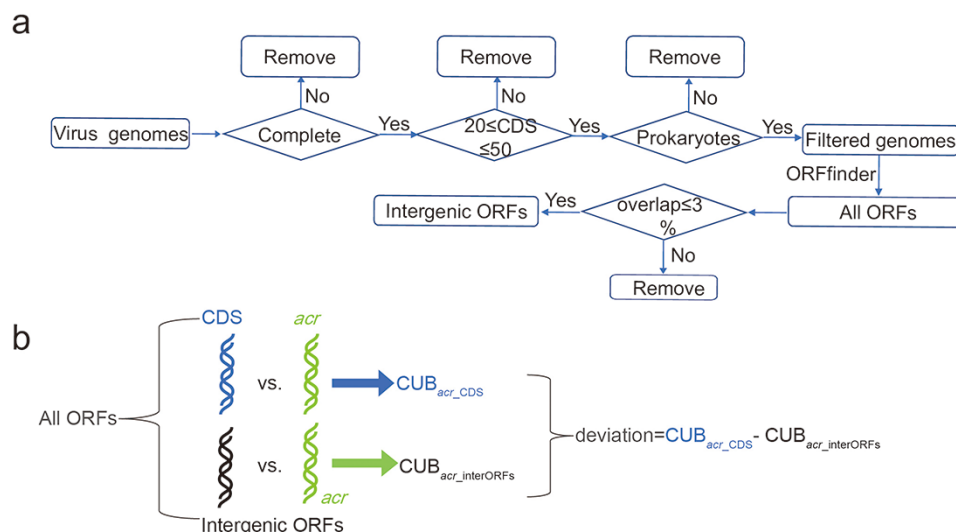 a
Remove
Remove
Remove
No
No
No
Virus genomes
Complete
Yes
20≤CDS
≤50
Yes
Prokaryotes
Yes
Filtered genomes
ORFfinder
Intergenic ORFs
Yes
overlap≤3
%
All ORFs
No
Remove
b
CDS
acr
vs.
CUBacr_CDS
All ORFs
deviation=CUBacr_CDS- CUBacr_interORFs
vs.
CUBacr_interORFs
acr
Intergenic ORFs